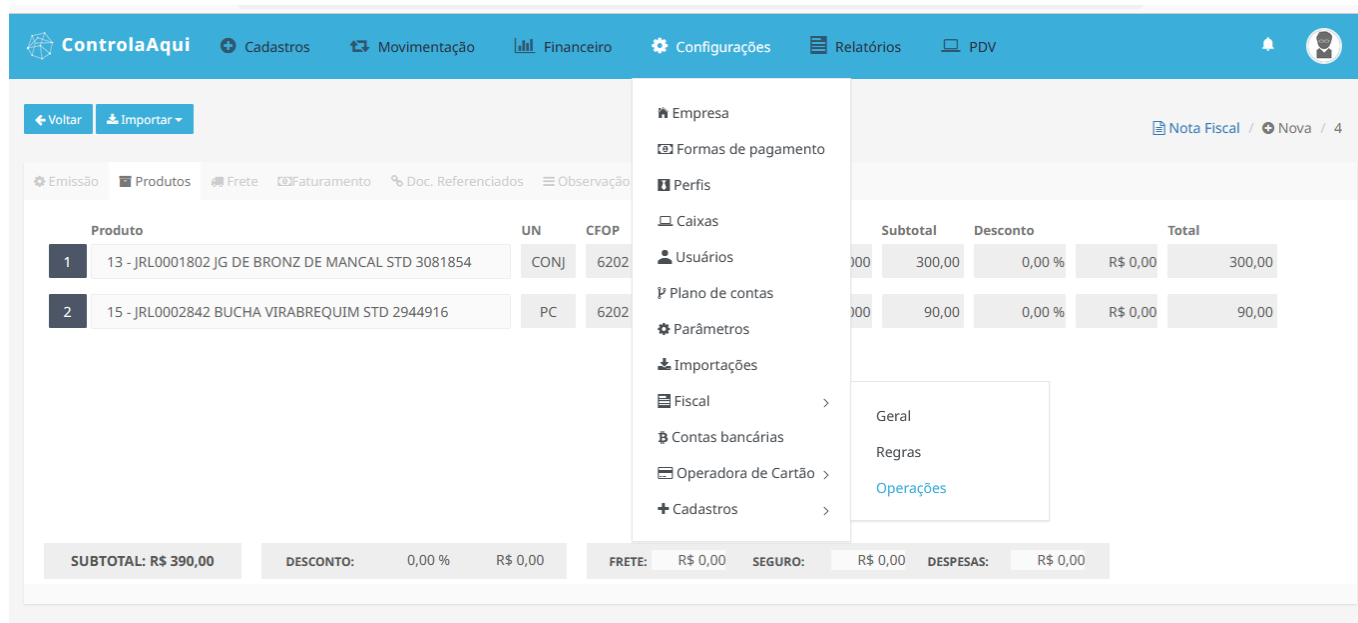 ControlaAqui Cadastros Movimentação Financeiro Configurações Relatórios PDV
Voltar Importar
Nota Fiscal / Nova / 4
Emissão Produtos Frete Faturamento Doc. Referenciados Observação
Produto UN CFOP Subtotal Desconto Total
1 13 - JRL0001802 JG DE BRONZ DE MANCAL STD 3081854 CONJ 6202 000 300,00 0,00 % R$ 0,00 300,00
2 15 - JRL0002842 BUCHA VIRABREQUIM STD 2944916 PC 6202 000 90,00 0,00 % R$ 0,00 90,00
Empresa
Formas de pagamento
Perfis
Caixas
Usuários
Plano de contas
Parâmetros
Importações
Fiscal
Contas bancárias
Operadora de Cartão
Cadastros
Geral
Regras
Operações
SUBTOTAL: R$ 390,00 DESCONTO: 0,00 % R$ 0,00 FRETE: R$ 0,00 SEGURO: R$ 0,00 DESPESAS: R$ 0,00